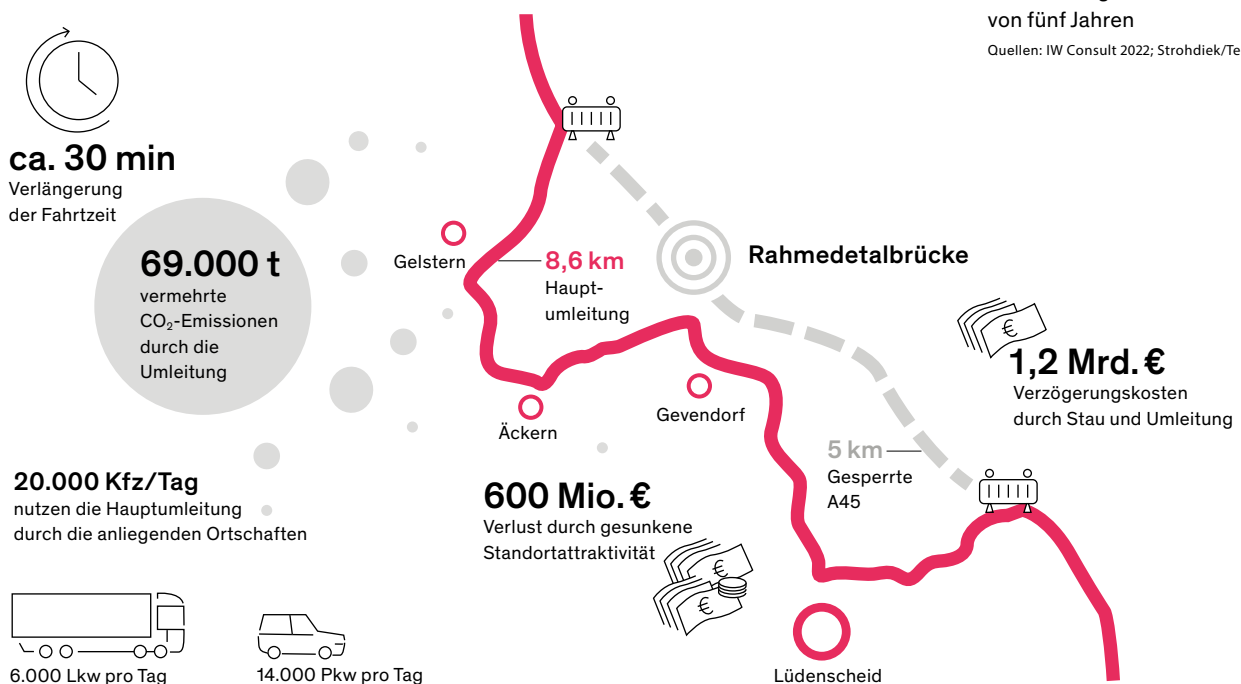 von fünf Jahren
Quellen: IW Consult 2022; Strohdiek/Te
ca. 30 min
Verlängerung
der Fahrtzeit
69.000 t
vermehrte
CO₂-Emissionen
durch die
Umleitung
Gelstern
8,6 km
Haupt-
umleitung
Rahmedetalbrücke
1,2 Mrd. €
Verzögerungskosten
durch Stau und Umleitung
Äckern
Gevendorf
5 km
Gesperrte
A45
20.000 Kfz/Tag
nutzen die Hauptumleitung
durch die anliegenden Ortschaften
600 Mio. €
Verlust durch gesunkene
Standortattraktivität
6.000 Lkw pro Tag
14.000 Pkw pro Tag
Lüdenscheid